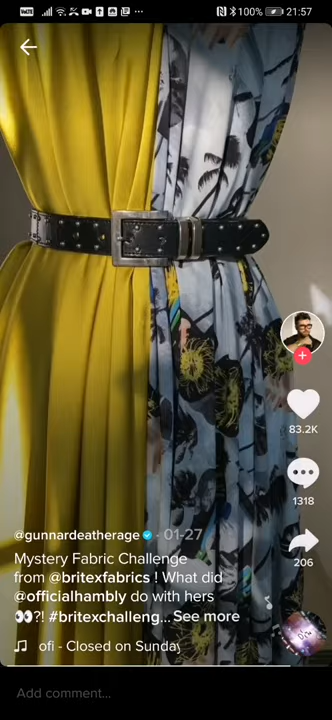 100% 21:57
83.2K
1318
@gunnardeatherage · 01-27
206
Mystery Fabric Challenge
from @britexfabrics ! What did
@officialhambly do with hers
👀?! #britexchalleng... See more
ofi - Closed on Sunday
Add comment...